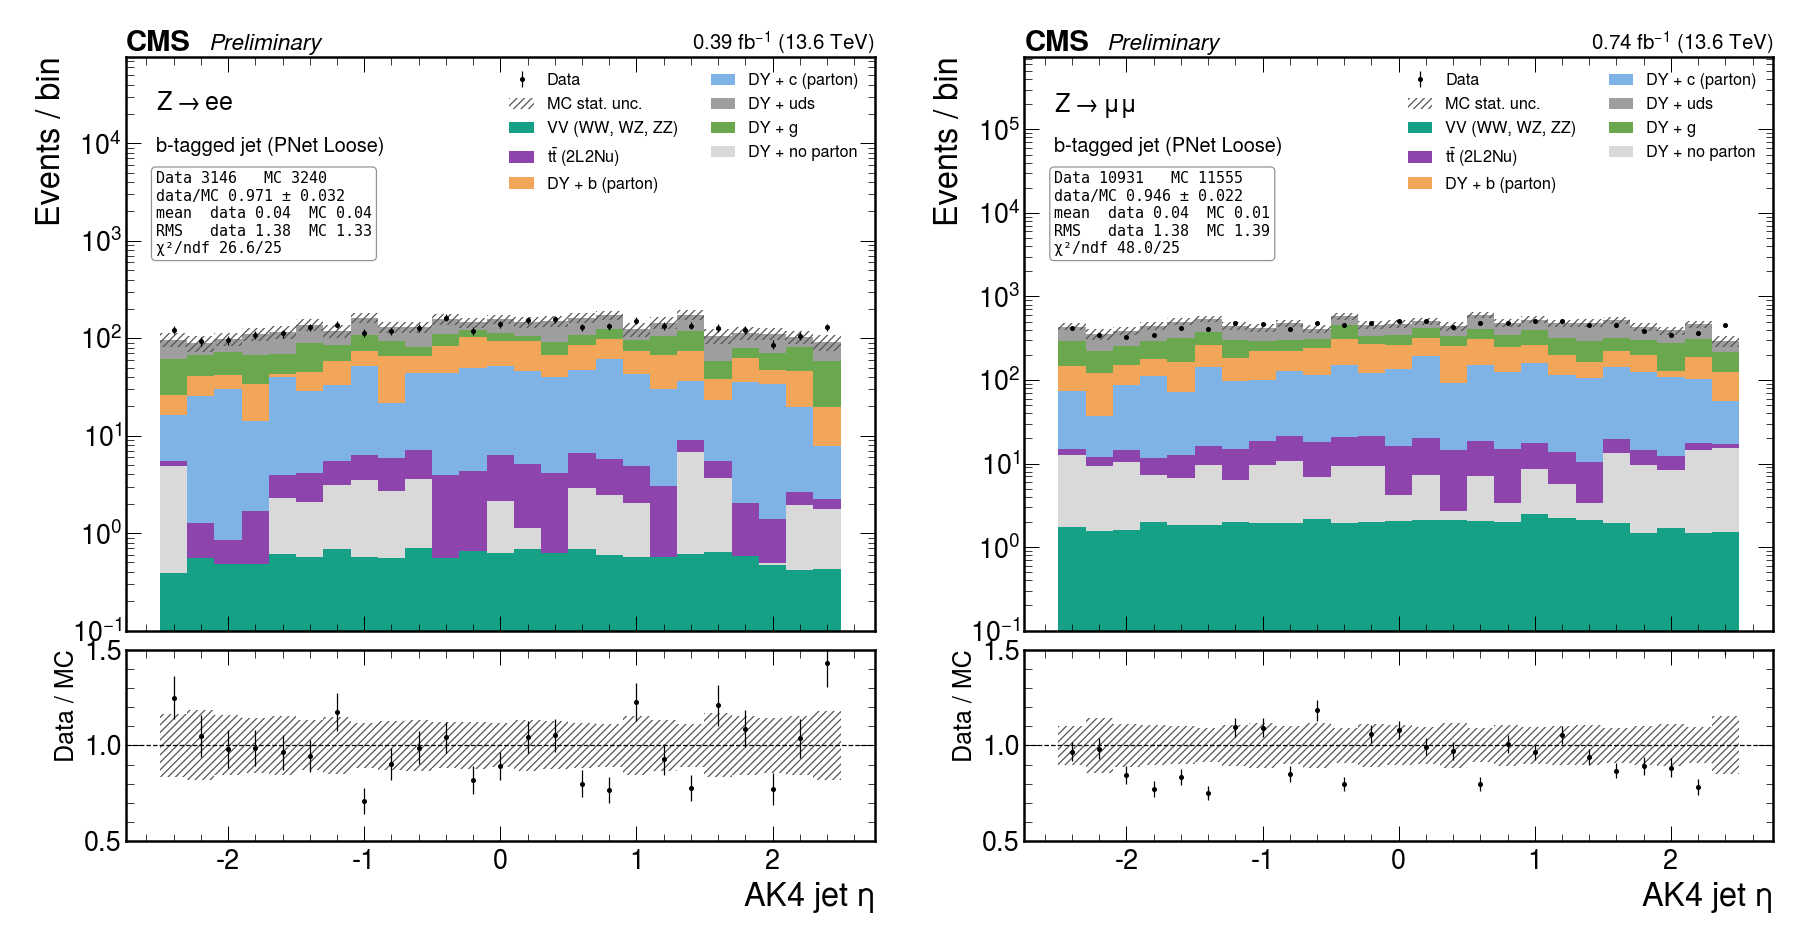 CMS Preliminary 0.39 fb⁻¹ (13.6 TeV)
Events / bin
Z → ee
b-tagged jet (PNet Loose)
Data 3146 MC 3240
data/MC 0.971 ± 0.032
mean data 0.04 MC 0.04
RMS data 1.38 MC 1.33
χ²/ndf 26.6/25
Data
MC stat. unc.
VV (WW, WZ, ZZ)
tt̄ (2L2Nu)
DY + b (parton)
DY + c (parton)
DY + uds
DY + g
DY + no parton
10⁴
10³
10²
10¹
10⁰
10⁻¹
Data / MC
1.5
1.0
0.5
-2 -1 0 1 2
AK4 jet η
CMS Preliminary 0.74 fb⁻¹ (13.6 TeV)
Events / bin
Z → μμ
b-tagged jet (PNet Loose)
Data 10931 MC 11555
data/MC 0.946 ± 0.022
mean data 0.04 MC 0.01
RMS data 1.38 MC 1.39
χ²/ndf 48.0/25
Data
MC stat. unc.
VV (WW, WZ, ZZ)
tt̄ (2L2Nu)
DY + b (parton)
DY + c (parton)
DY + uds
DY + g
DY + no parton
10⁵
10⁴
10³
10²
10¹
10⁰
10⁻¹
Data / MC
1.5
1.0
0.5
-2 -1 0 1 2
AK4 jet η